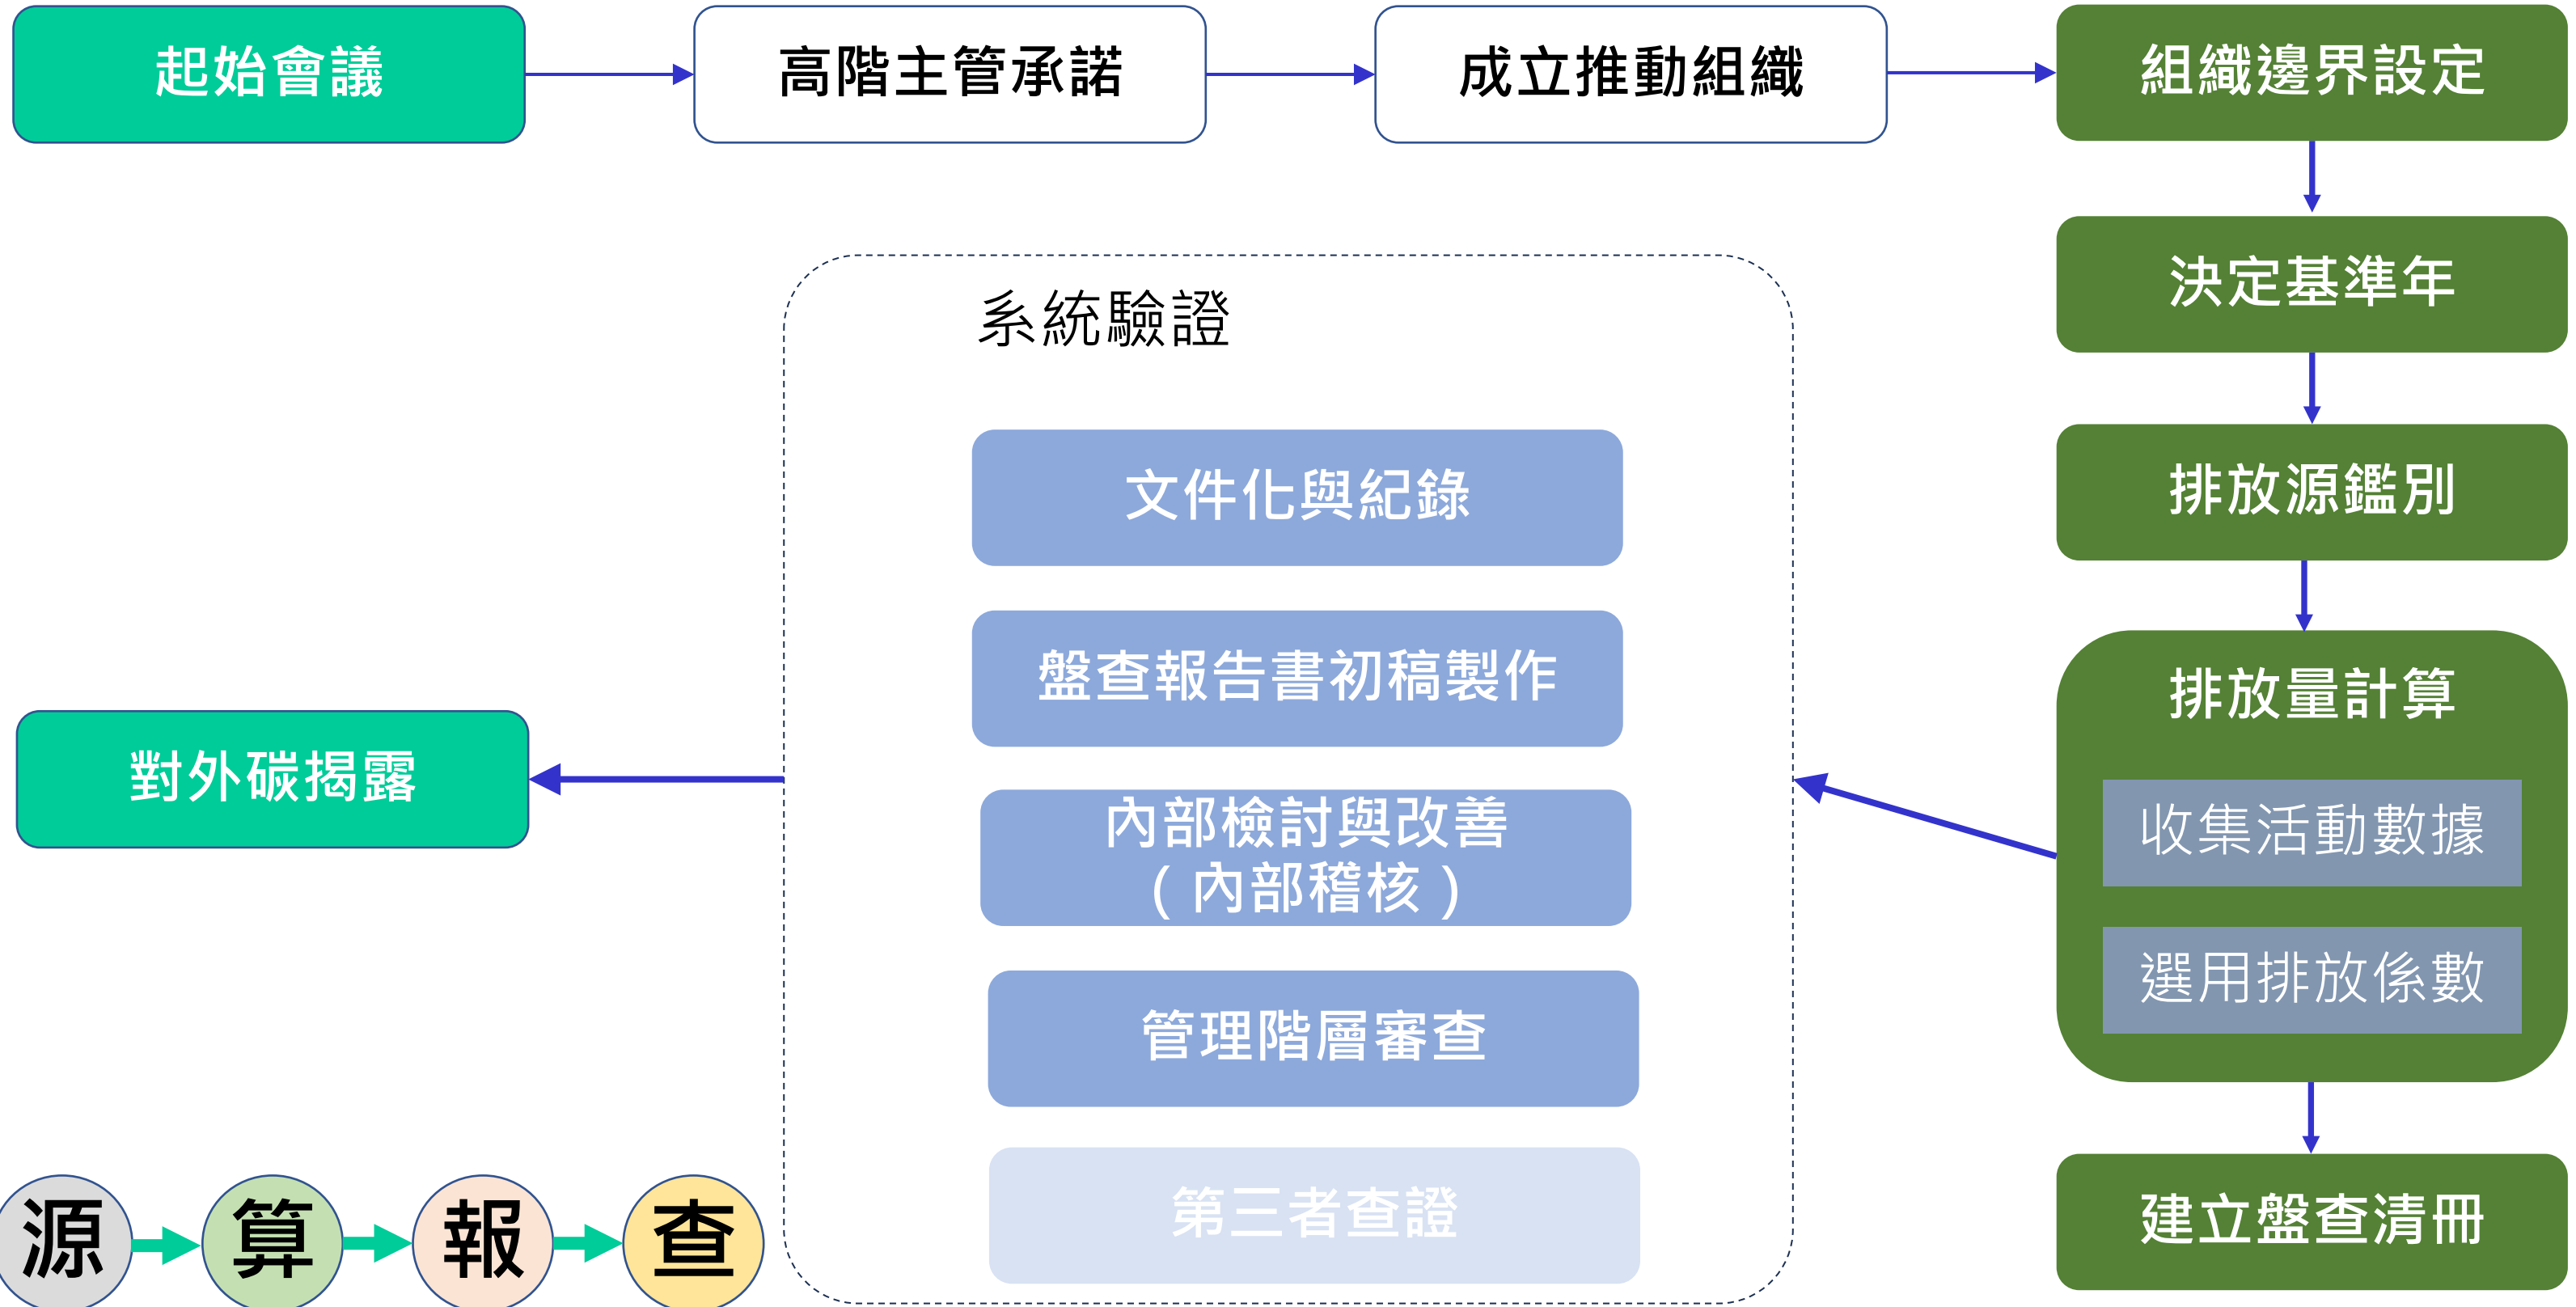 起始會議
高階主管承諾
成立推動組織
組織邊界設定
決定基準年
排放源鑑別
排放量計算
收集活動數據
選用排放係數
建立盤查清冊
系統驗證
文件化與紀錄
盤查報告書初稿製作
內部檢討與改善
(內部稽核)
管理階層審查
第三者查證
對外碳揭露
源
算
報
查